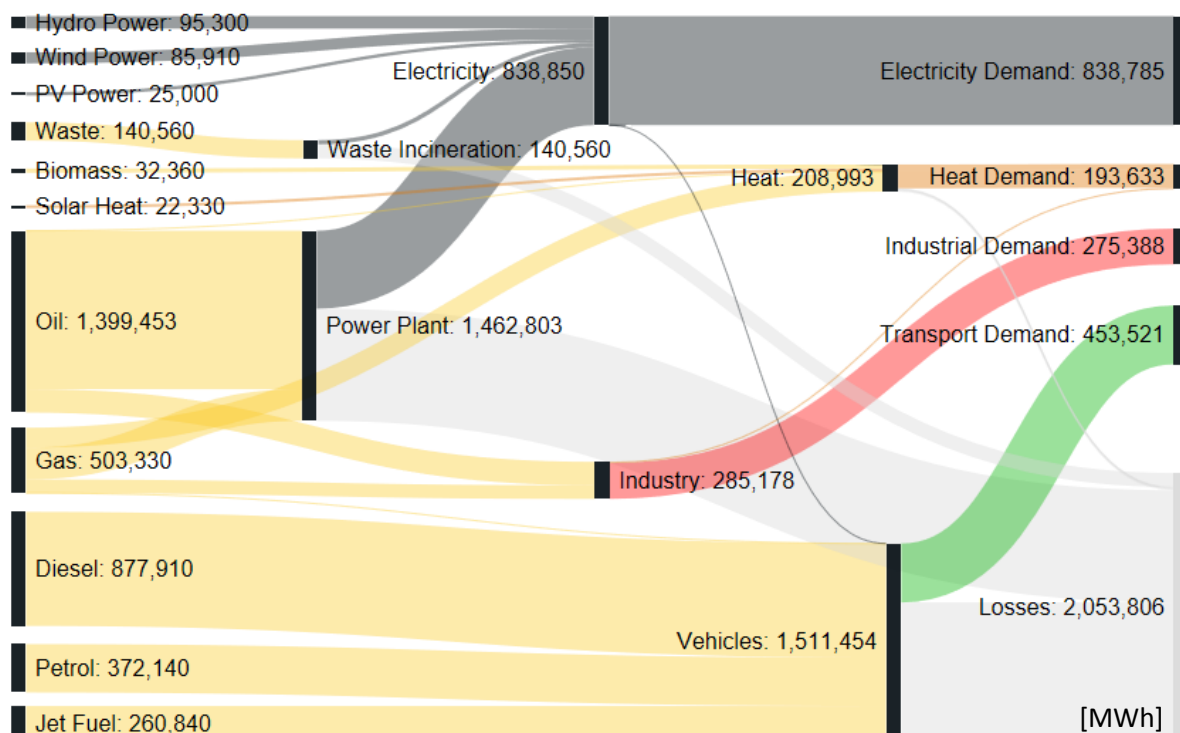 Hydro Power: 95,300
Wind Power: 85,910
PV Power: 25,000
Waste: 140,560
Biomass: 32,360
Solar Heat: 22,330
Oil: 1,399,453
Gas: 503,330
Diesel: 877,910
Petrol: 372,140
Jet Fuel: 260,840
Waste Incineration: 140,560
Power Plant: 1,462,803
Electricity: 838,850
Industry: 285,178
Heat: 208,993
Vehicles: 1,511,454
Electricity Demand: 838,785
Heat Demand: 193,633
Industrial Demand: 275,388
Transport Demand: 453,521
Losses: 2,053,806
[MWh]